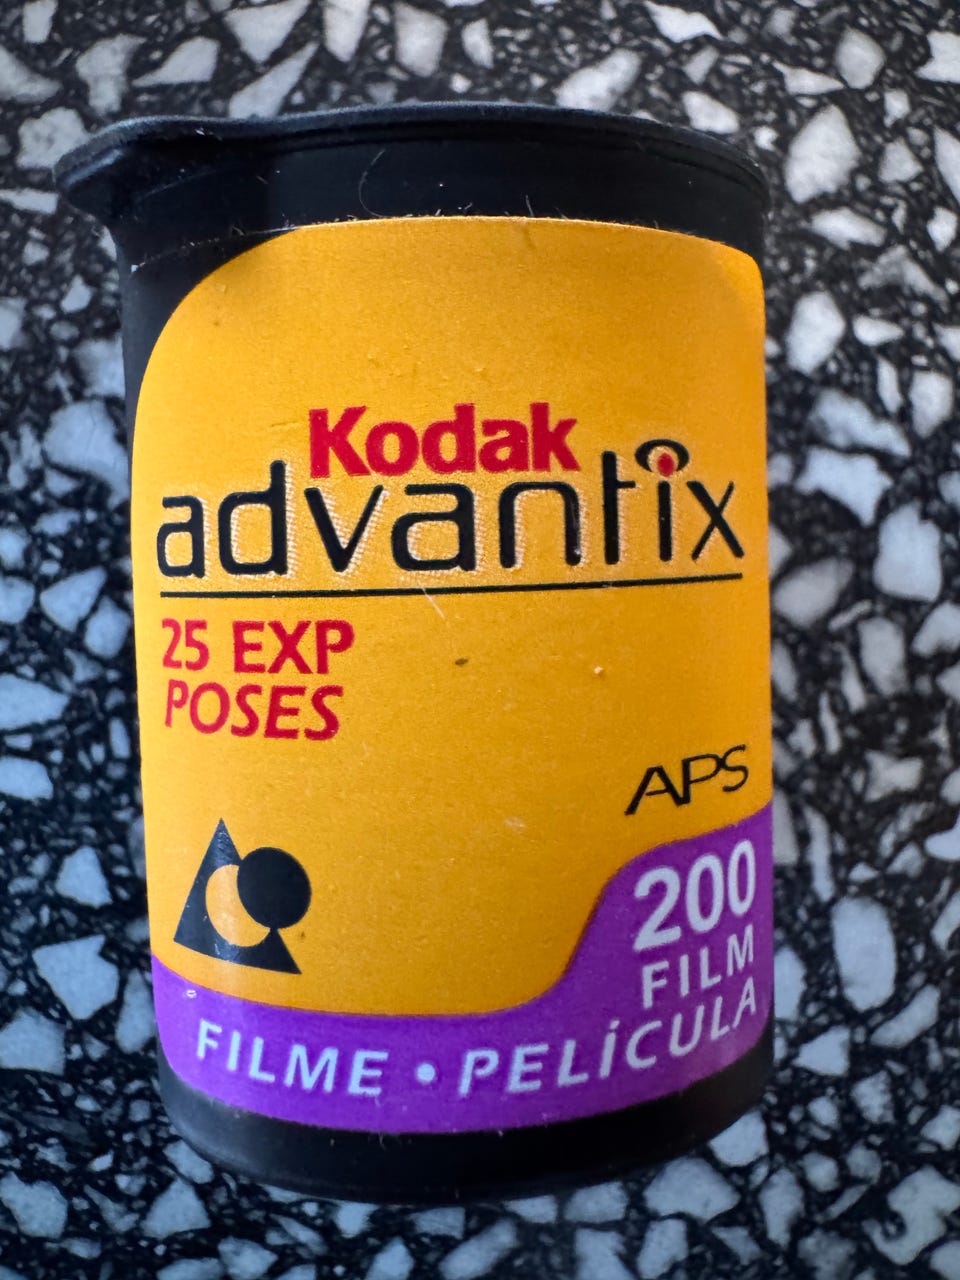 Kodak
advantix
25 EXP
POSES
APS
200
FILM
FILME • PELÍCULA